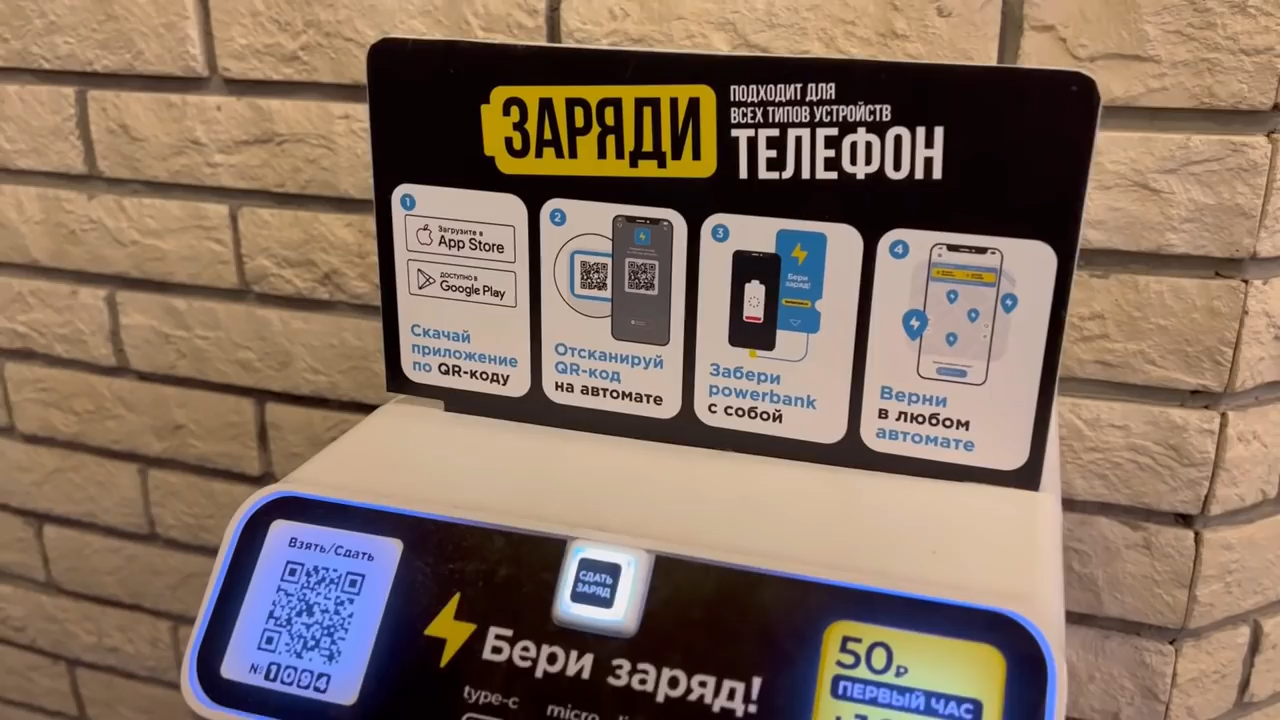 ЗАРЯДИ
ПОДХОДИТ ДЛЯ
ВСЕХ ТИПОВ УСТРОЙСТВ
ТЕЛЕФОН
1
Загрузите в
App Store
ДОСТУПНО В
Google Play
Скачай
приложение
по QR-коду
2
Отсканируй
QR-код
на автомате
3
Бери
заряд!
Забери
powerbank
с собой
4
Верни
в любом
автомате
Взять/Сдать
№1094
СДАТЬ
ЗАРЯД
Бери заряд!
type-c
micro
50₽
ПЕРВЫЙ ЧАС